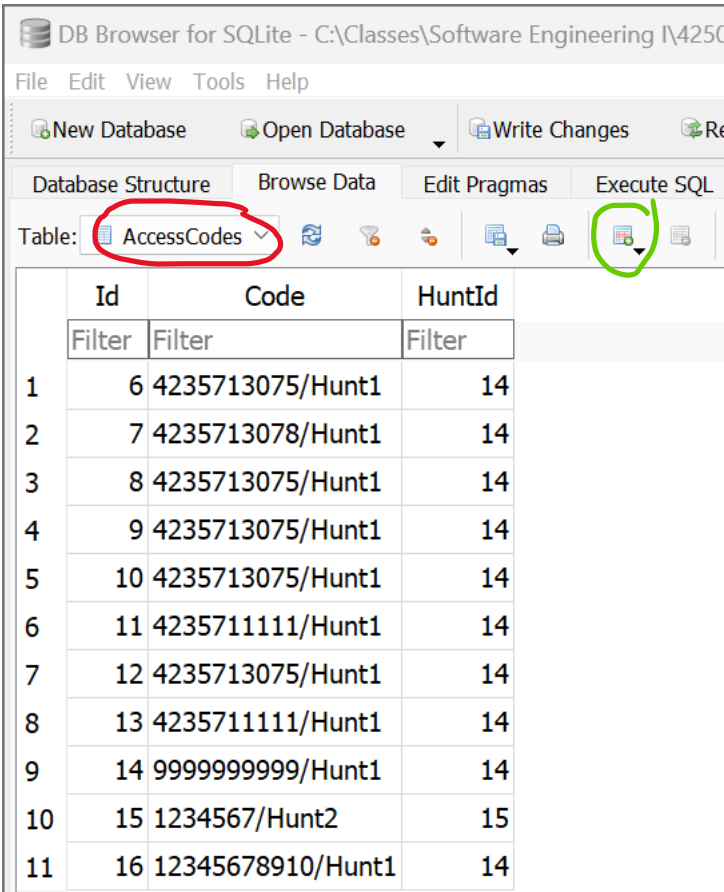 DB Browser for SQLite - C:\Classes\Software Engineering I\4250
File Edit View Tools Help
New Database Open Database Write Changes Re
Database Structure Browse Data Edit Pragmas Execute SQL
Table: AccessCodes
Id Code HuntId
Filter Filter Filter
1 6 4235713075/Hunt1 14
2 7 4235713078/Hunt1 14
3 8 4235713075/Hunt1 14
4 9 4235713075/Hunt1 14
5 10 4235713075/Hunt1 14
6 11 4235711111/Hunt1 14
7 12 4235713075/Hunt1 14
8 13 4235711111/Hunt1 14
9 14 9999999999/Hunt1 14
10 15 1234567/Hunt2 15
11 16 12345678910/Hunt1 14